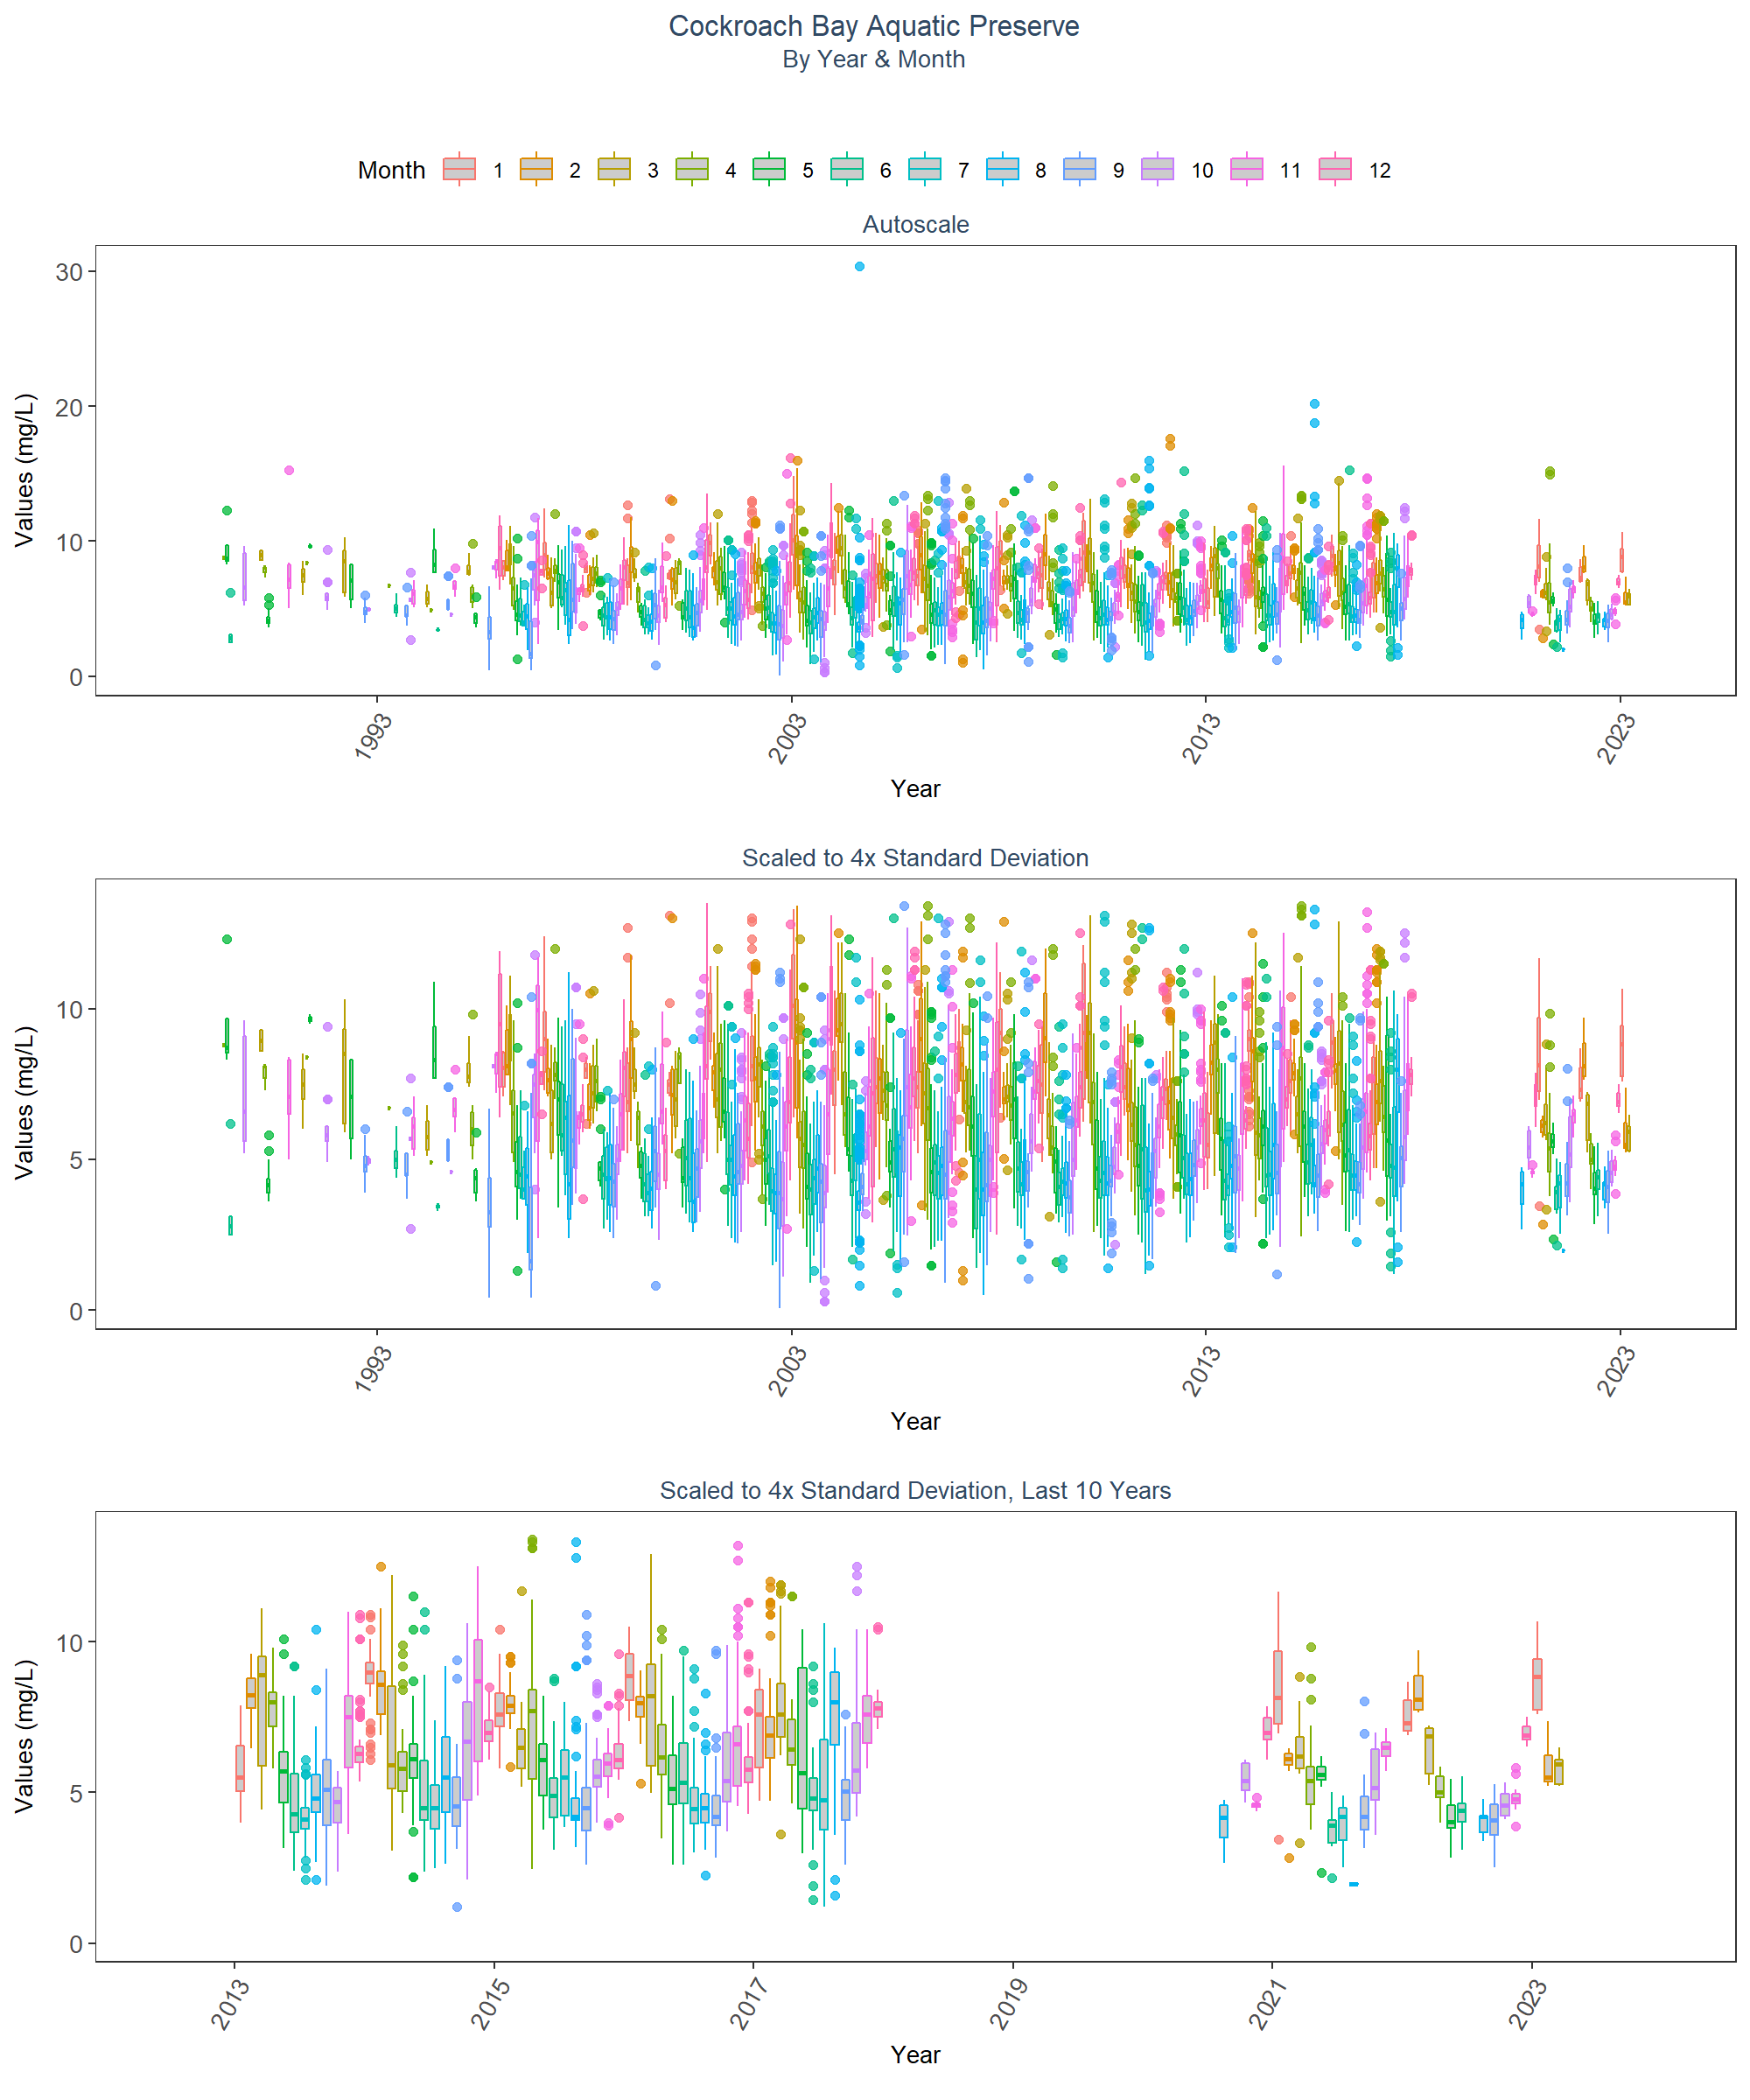 Cockroach Bay Aquatic Preserve
By Year & Month
Month 1 2 3 4 5 6 7 8 9 10 11 12
Autoscale
Values (mg/L)
30
20
10
0
1993 2003 2013 2023
Year
Scaled to 4x Standard Deviation
Values (mg/L)
10
5
0
1993 2003 2013 2023
Year
Scaled to 4x Standard Deviation, Last 10 Years
Values (mg/L)
10
5
0
2013 2015 2017 2019 2021 2023
Year